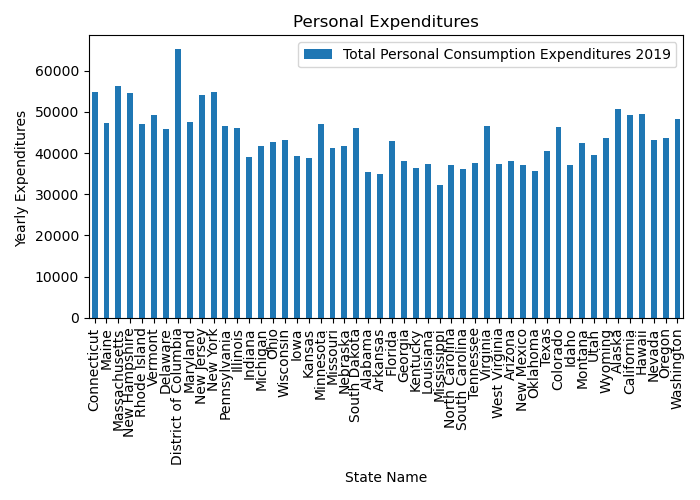 Personal Expenditures
Total Personal Consumption Expenditures 2019
Yearly Expenditures
60000
50000
40000
30000
20000
10000
0
Connecticut
Maine
Massachusetts
New Hampshire
Rhode Island
Vermont
Delaware
District of Columbia
Maryland
New Jersey
New York
Pennsylvania
Illinois
Indiana
Michigan
Ohio
Wisconsin
Iowa
Kansas
Minnesota
Missouri
Nebraska
South Dakota
Alabama
Arkansas
Florida
Georgia
Kentucky
Louisiana
Mississippi
North Carolina
South Carolina
Tennessee
Virginia
West Virginia
Arizona
New Mexico
Oklahoma
Texas
Colorado
Idaho
Montana
Utah
Wyoming
Alaska
California
Hawaii
Nevada
Oregon
Washington
State Name